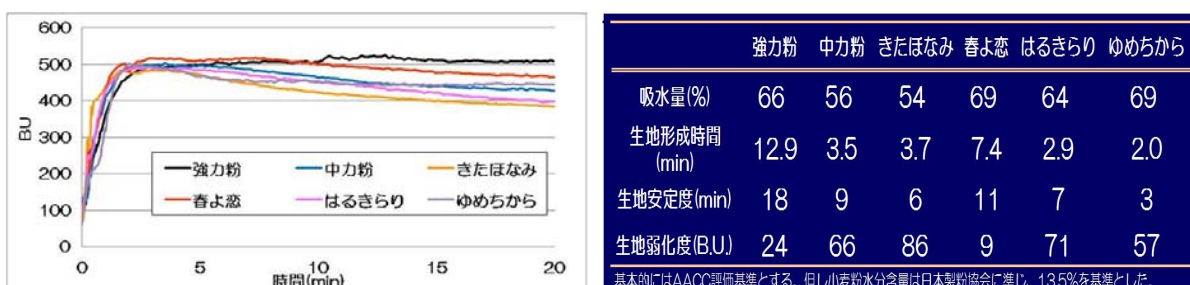 600
500
400
300
200
100
0
BU
強力粉 中力粉 きたほなみ
春よ恋 はるきらり ゆめちから
0 5 10 15 20
時間(min)
強力粉 中力粉 きたほなみ 春よ恋 はるきらり ゆめちから
吸水量(%) 66 56 54 69 64 69
生地形成時間
(min) 12.9 3.5 3.7 7.4 2.9 2.0
生地安定度(min) 18 9 6 11 7 3
生地弱化度(B.U.) 24 66 86 9 71 57
基本的にはAACC評価基準とする。但し小麦粉水分含量は日本製粉協会に準じ、13.5%を基準とした。